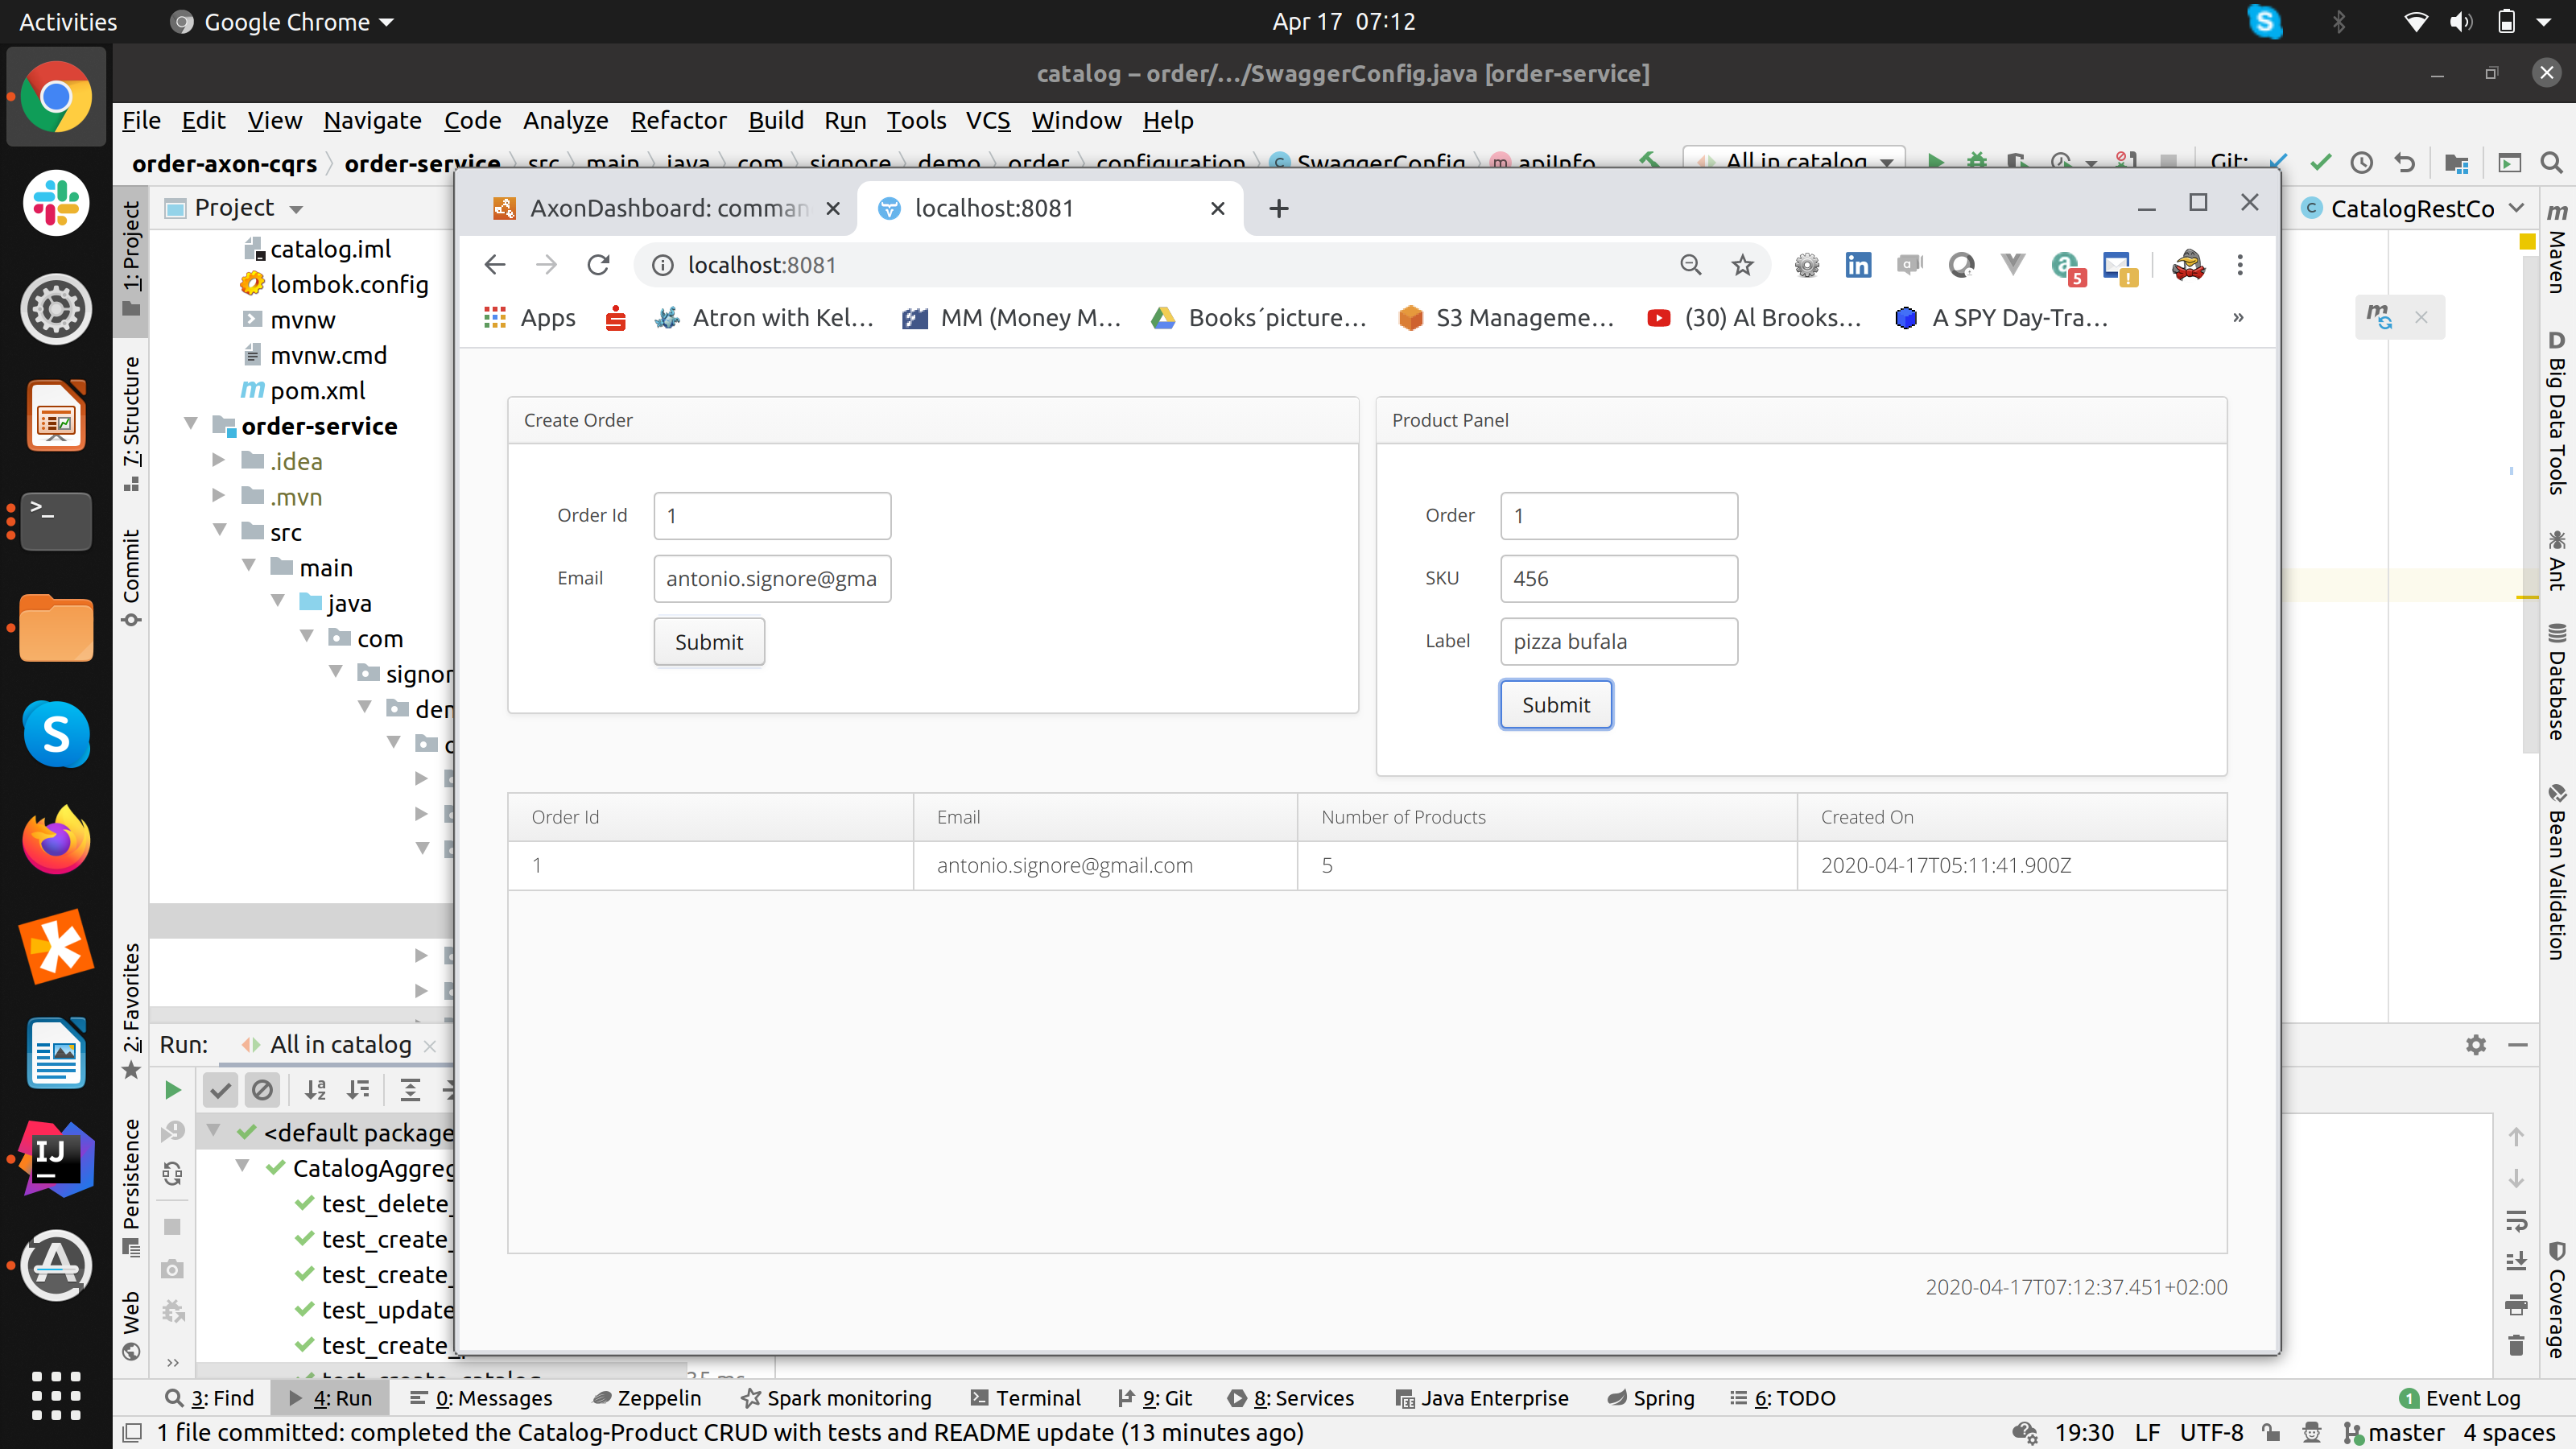 Activities
Google Chrome
Apr 17 07:12
catalog – order/.../SwaggerConfig.java [order-service]
File Edit View Navigate Code Analyze Refactor Build Run Tools VCS Window Help
order-axon-cqrs order-service src main java com signore demo order configuration SwaggerConfig apiInfo All in catalog Git:
1: Project
7: Structure
Commit
2: Favorites
Persistence
Web
Project
catalog.iml
lombok.config
mvnw
mvnw.cmd
pom.xml
order-service
.idea
.mvn
src
main
java
com
AxonDashboard: comman
localhost:8081
localhost:8081
5
Apps
Atron with Kel...
MM (Money M...
Books´picture...
S3 Manageme...
(30) Al Brooks...
A SPY Day-Tra...
»
Create Order
Order Id 1
Email antonio.signore@gma
Submit
Product Panel
Order 1
SKU 456
Label pizza bufala
Submit
Order Id Email Number of Products Created On
1 antonio.signore@gmail.com 5 2020-04-17T05:11:41.900Z
2020-04-17T07:12:37.451+02:00
CatalogRestCo
Maven
Big Data Tools
Ant
Database
Bean Validation
Coverage
Run: All in catalog
<default package
CatalogAggreg
test_delete_
test_create_
test_create_
test_update
test_create_
3: Find 4: Run 0: Messages Zeppelin Spark monitoring Terminal 9: Git 8: Services Java Enterprise Spring 6: TODO 1 Event Log
1 file committed: completed the Catalog-Product CRUD with tests and README update (13 minutes ago) 19:30 LF UTF-8 master 4 spaces